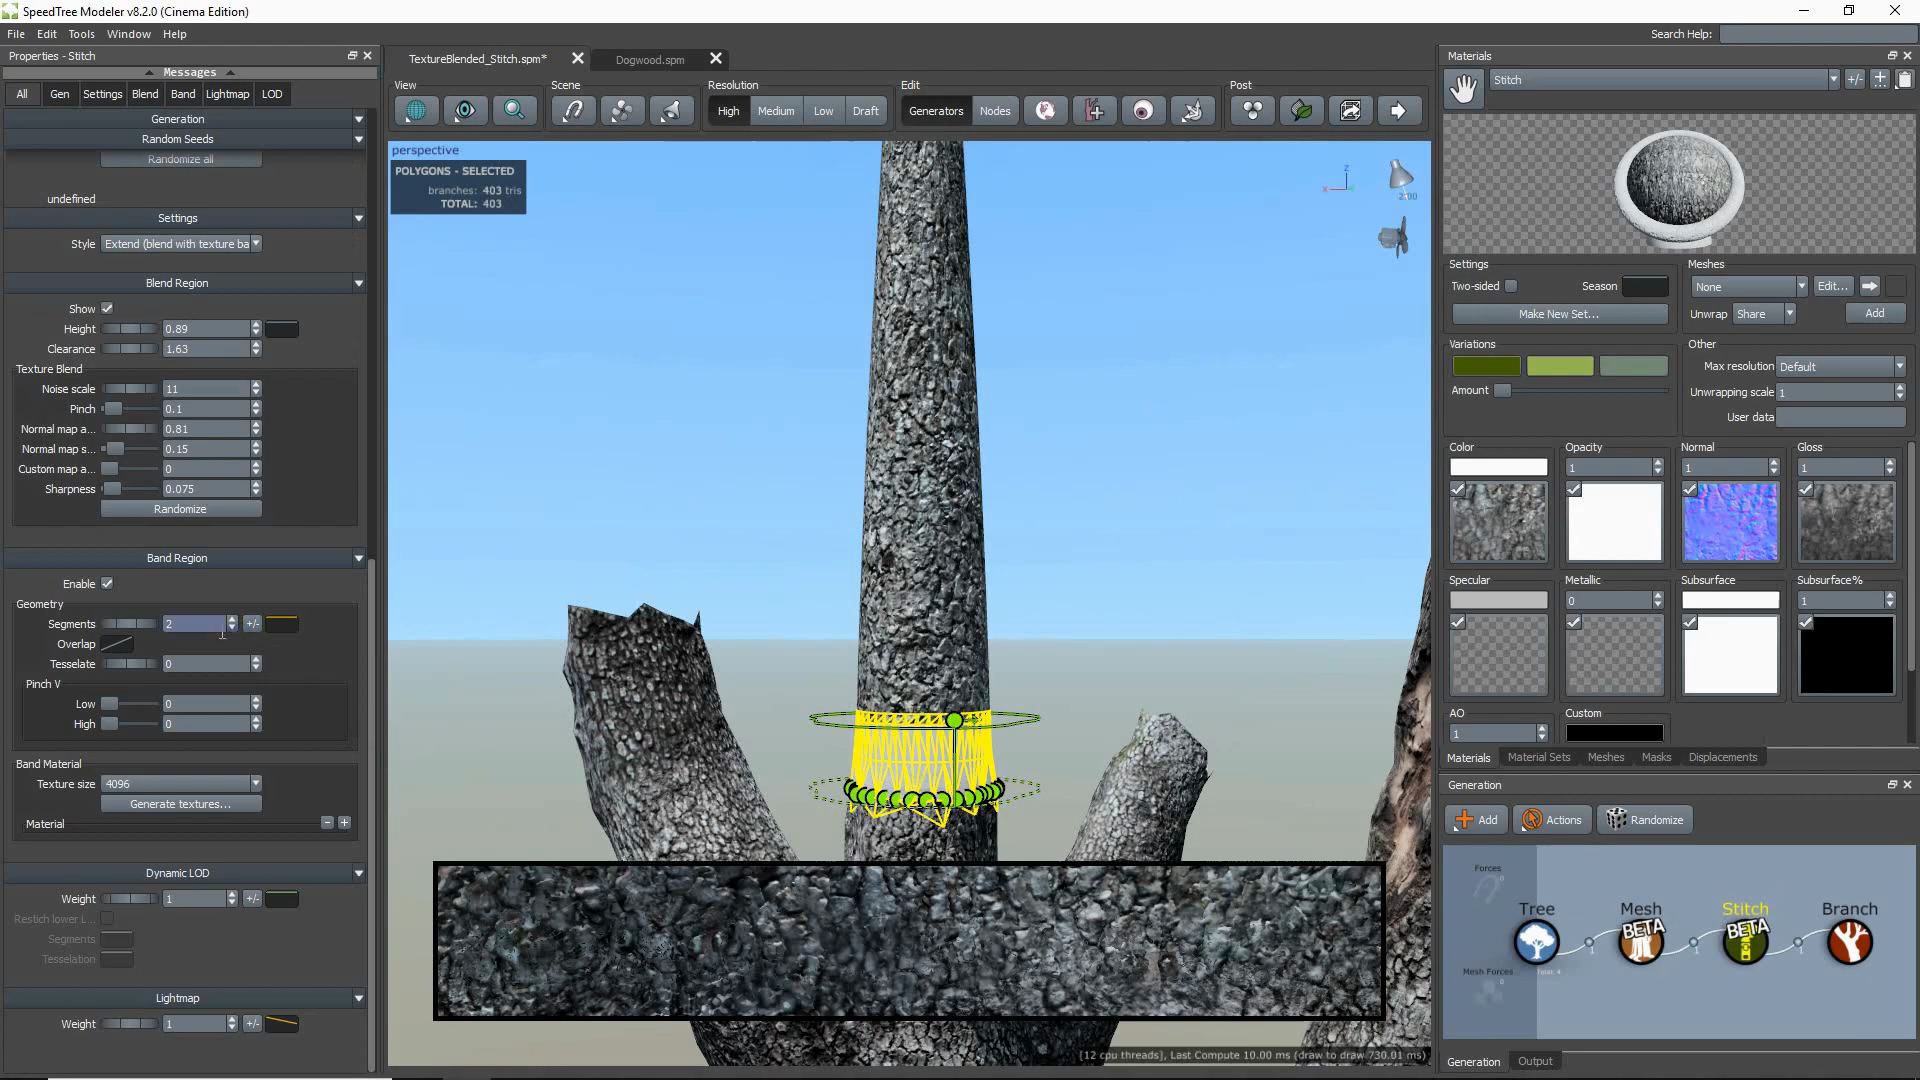 SpeedTree Modeler v8.2.0 (Cinema Edition)
File Edit Tools Window Help
Search Help:
Properties - Stitch
Messages
All Gen Settings Blend Band Lightmap LOD
Generation
Random Seeds
Randomize all
undefined
Settings
Style Extend (blend with texture ba
Blend Region
Show
Height 0.89
Clearance 1.63
Texture Blend
Noise scale 11
Pinch 0.1
Normal map a... 0.81
Normal map s... 0.15
Custom map a... 0
Sharpness 0.075
Randomize
Band Region
Enable
Geometry
Segments 2 +/-
Overlap
Tesselate 0
Pinch V
Low 0
High 0
Band Material
Texture size 4096
Generate textures...
Material - +
Dynamic LOD
Weight 1 +/-
Restich lower L...
Segments
Tesselation
Lightmap
Weight 1 +/-
TextureBlended_Stitch.spm* Dogwood.spm
View Scene Resolution Edit Post
High Medium Low Draft Generators Nodes
perspective
POLYGONS - SELECTED
branches: 403 tris
TOTAL: 403
z
x
2.00
[12 cpu threads], Last Compute 10.00 ms (draw to draw 730.01 ms)
Materials
Stitch +/-
Settings Meshes
Two-sided Season None Edit...
Make New Set... Unwrap Share Add
Variations Other
Max resolution Default
Amount Unwrapping scale 1
User data
Color Opacity Normal Gloss
1 1 1
Specular Metallic Subsurface Subsurface%
0 1
AO Custom
1
Materials Material Sets Meshes Masks Displacements
Generation
Add Actions Randomize
Forces
0
Tree Mesh Stitch Branch
BETA BETA
1 1 1
Mesh Forces
0
Total: 4
Generation Output